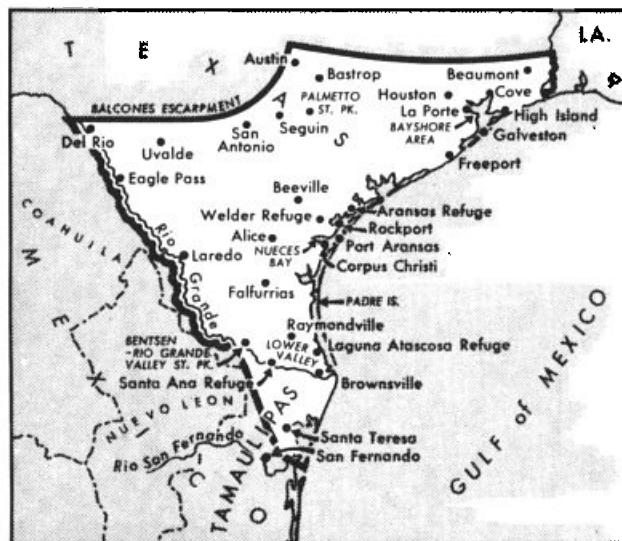 T E X A S
LA.
Austin
Bastrop
Beaumont
Houston
Cove
BALCONES ESCARPMENT
PALMETTO
ST. PK.
La Porte
High Island
Del Rio
San
Antonio
Seguin
BAYSHORE
AREA
Galveston
Uvalde
Freeport
Eagle Pass
Beeville
COAHUILA
Welder Refuge
Aransas Refuge
Rockport
Rio Grande
Alice
NUECES
BAY
Port Aransas
Laredo
Corpus Christi
Falfurrias
PADRE IS.
MEXICO
Raymondville
BENTSEN
-RIO GRANDE
VALLEY ST. PK.
LOWER
VALLEY
Laguna Atascosa Refuge
Santa Ana Refuge
Brownsville
NUEVO LEON
TAMAULIPAS
Santa Teresa
Rio San Fernando
San Fernando
GULF of MEXICO